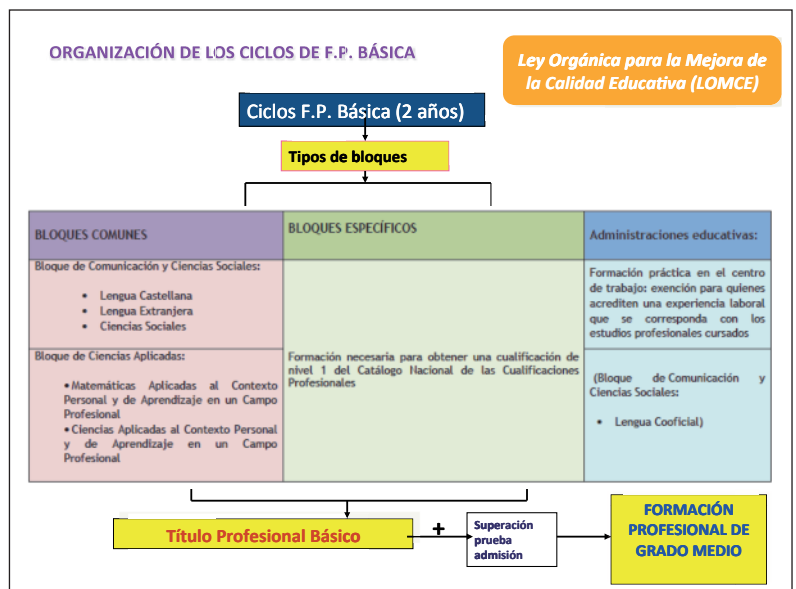 ORGANIZACIÓN DE LOS CICLOS DE F.P. BÁSICA
Ley Orgánica para la Mejora de
la Calidad Educativa (LOMCE)
Ciclos F.P. Básica (2 años)
Tipos de bloques
BLOQUES COMUNES
BLOQUES ESPECÍFICOS
Administraciones educativas:
Bloque de Comunicación y Ciencias Sociales:
• Lengua Castellana
• Lengua Extranjera
• Ciencias Sociales
Formación práctica en el centro
de trabajo: exención para quienes
acrediten una experiencia laboral
que se corresponda con los
estudios profesionales cursados
Bloque de Ciencias Aplicadas:
• Matemáticas Aplicadas al Contexto
Personal y de Aprendizaje en un Campo
Profesional
• Ciencias Aplicadas al Contexto Personal
y de Aprendizaje en un Campo
Profesional
Formación necesaria para obtener una cualificación de
nivel 1 del Catálogo Nacional de las Cualificaciones
Profesionales
(Bloque de Comunicación y
Ciencias Sociales:
• Lengua Cooficial)
Título Profesional Básico
+
Superación
prueba
admisión
FORMACIÓN
PROFESIONAL DE
GRADO MEDIO